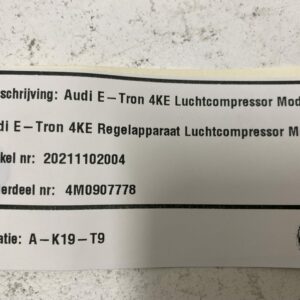 schrijving: Audi E-Tron 4KE Luchtcompressor Mod
di E-Tron 4KE Regelapparaat Luchtcompressor M
kel nr: 20211102004
erdeel nr: 4M0907778
atie: A-K19-T9